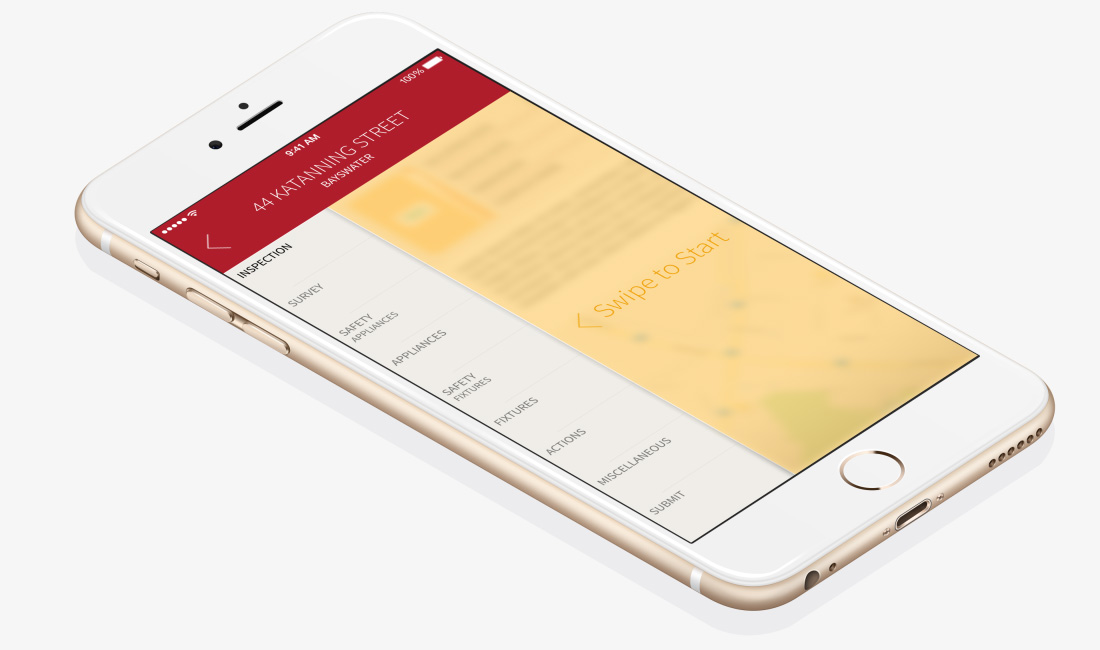 9:41 AM
100%
44 KATANNING STREET
BAYSWATER
INSPECTION
SURVEY
SAFETY
APPLIANCES
APPLIANCES
SAFETY
FIXTURES
FIXTURES
ACTIONS
MISCELLANEOUS
SUBMIT
Swipe to Start